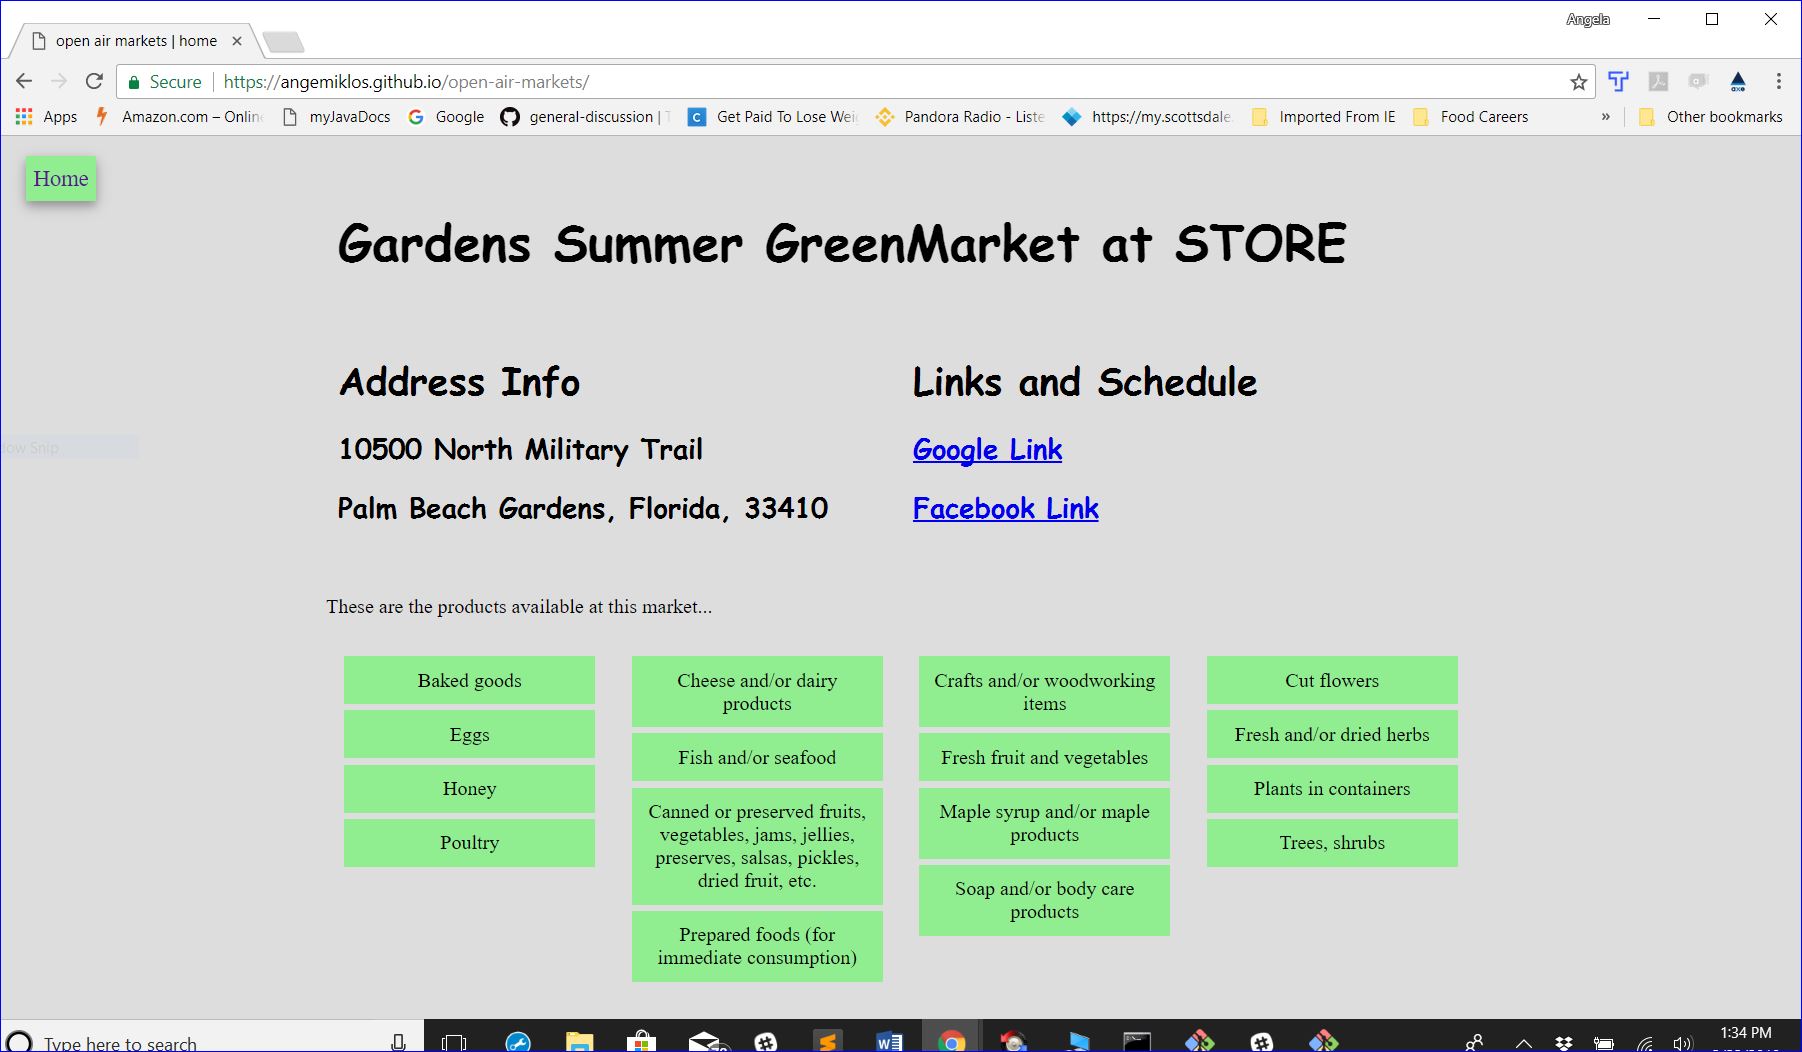 Angela
open air markets | home
Secure
https://angemiklos.github.io/open-air-markets/
Apps
Amazon.com – Online
myJavaDocs
Google
general-discussion |
Get Paid To Lose Wei
Pandora Radio - Liste
https://my.scottsdale.
Imported From IE
Food Careers
»
Other bookmarks
Home
Gardens Summer GreenMarket at STORE
Address Info
10500 North Military Trail
Palm Beach Gardens, Florida, 33410
Links and Schedule
Google Link
Facebook Link
dow Snip
These are the products available at this market...
Baked goods
Eggs
Honey
Poultry
Cheese and/or dairy
products
Fish and/or seafood
Canned or preserved fruits,
vegetables, jams, jellies,
preserves, salsas, pickles,
dried fruit, etc.
Prepared foods (for
immediate consumption)
Crafts and/or woodworking
items
Fresh fruit and vegetables
Maple syrup and/or maple
products
Soap and/or body care
products
Cut flowers
Fresh and/or dried herbs
Plants in containers
Trees, shrubs
Type here to search
1:34 PM